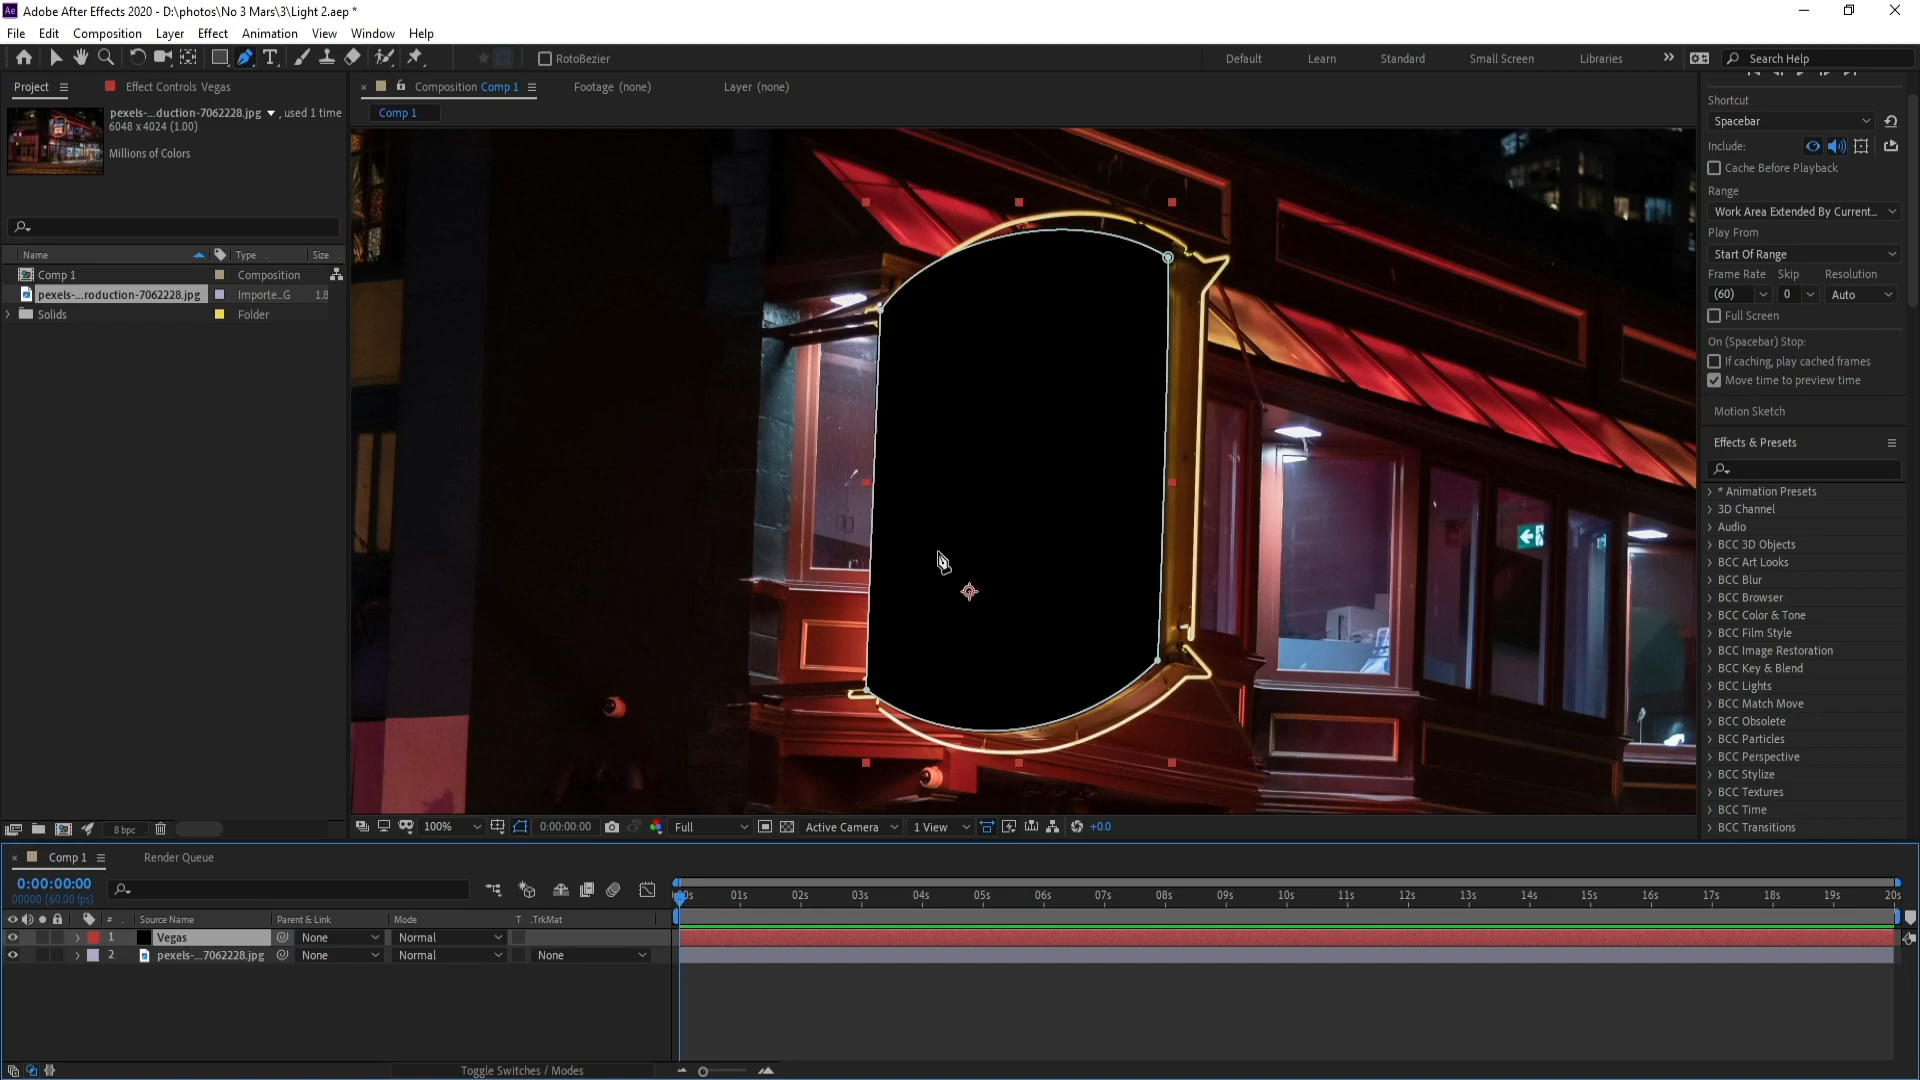 Adobe After Effects 2020 - D:\photos\No 3 Mars\3\Light 2.aep *
File Edit Composition Layer Effect Animation View Window Help
RotoBezier
Default Learn Standard Small Screen Libraries Search Help
Project Effect Controls Vegas
pexels-...duction-7062228.jpg , used 1 time
6048 x 4024 (1.00)
Millions of Colors
Name Type Size
Comp 1 Composition
pexels-...roduction-7062228.jpg Importe...G 1.8
Solids Folder
8 bpc
Composition Comp 1 Footage (none) Layer (none)
Comp 1
100% 0:00:00:00 Full Active Camera 1 View +0.0
Shortcut
Spacebar
Include:
Cache Before Playback
Range
Work Area Extended By Current...
Play From
Start Of Range
Frame Rate Skip Resolution
(60) 0 Auto
Full Screen
On (Spacebar) Stop:
If caching, play cached frames
Move time to preview time
Motion Sketch
Effects & Presets
* Animation Presets
3D Channel
Audio
BCC 3D Objects
BCC Art Looks
BCC Blur
BCC Browser
BCC Color & Tone
BCC Film Style
BCC Image Restoration
BCC Key & Blend
BCC Lights
BCC Match Move
BCC Obsolete
BCC Particles
BCC Perspective
BCC Stylize
BCC Textures
BCC Time
BCC Transitions
Comp 1 Render Queue
0:00:00:00
00000 (60.00 fps)
01s 02s 03s 04s 05s 06s 07s 08s 09s 10s 11s 12s 13s 14s 15s 16s 17s 18s 19s 20s
# Source Name Parent & Link Mode T .TrkMat
1 Vegas None Normal
2 pexels-...7062228.jpg None Normal None
Toggle Switches / Modes